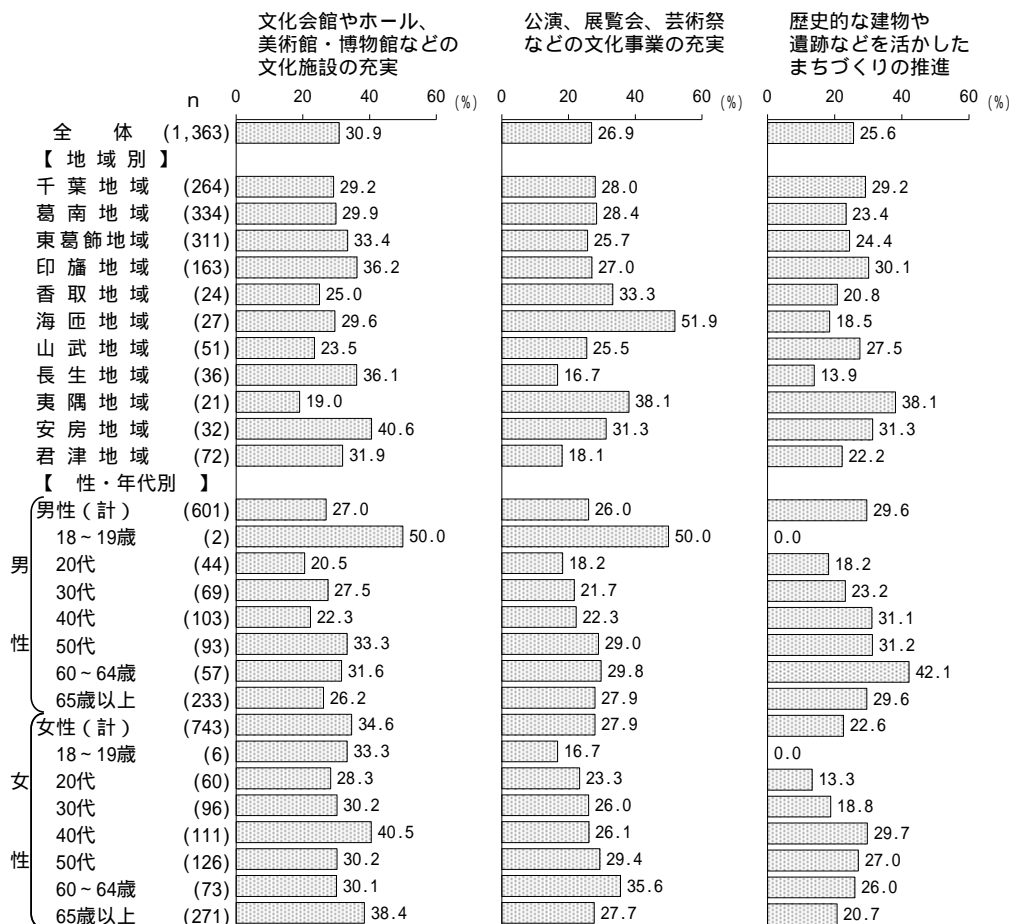 文化会館やホール、
美術館・博物館などの
文化施設の充実
公演、展覧会、芸術祭
などの文化事業の充実
歴史的な建物や
遺跡などを活かした
まちづくりの推進
n 0 20 40 60 (%) 0 20 40 60 (%) 0 20 40 60 (%)
全体 (1,363) 30.9 26.9 25.6
【地域別】
千葉地域 (264) 29.2 28.0 29.2
葛南地域 (334) 29.9 28.4 23.4
東葛飾地域 (311) 33.4 25.7 24.4
印旛地域 (163) 36.2 27.0 30.1
香取地域 (24) 25.0 33.3 20.8
海匝地域 (27) 29.6 51.9 18.5
山武地域 (51) 23.5 25.5 27.5
長生地域 (36) 36.1 16.7 13.9
夷隅地域 (21) 19.0 38.1 38.1
安房地域 (32) 40.6 31.3 31.3
君津地域 (72) 31.9 18.1 22.2
【性・年代別】
男性(計) (601) 27.0 26.0 29.6
18~19歳 (2) 50.0 50.0 0.0
男 20代 (44) 20.5 18.2 18.2
30代 (69) 27.5 21.7 23.2
40代 (103) 22.3 22.3 31.1
性 50代 (93) 33.3 29.0 31.2
60~64歳 (57) 31.6 29.8 42.1
65歳以上 (233) 26.2 27.9 29.6
女性(計) (743) 34.6 27.9 22.6
18~19歳 (6) 33.3 16.7 0.0
女 20代 (60) 28.3 23.3 13.3
30代 (96) 30.2 26.0 18.8
40代 (111) 40.5 26.1 29.7
性 50代 (126) 30.2 29.4 27.0
60~64歳 (73) 30.1 35.6 26.0
65歳以上 (271) 38.4 27.7 20.7